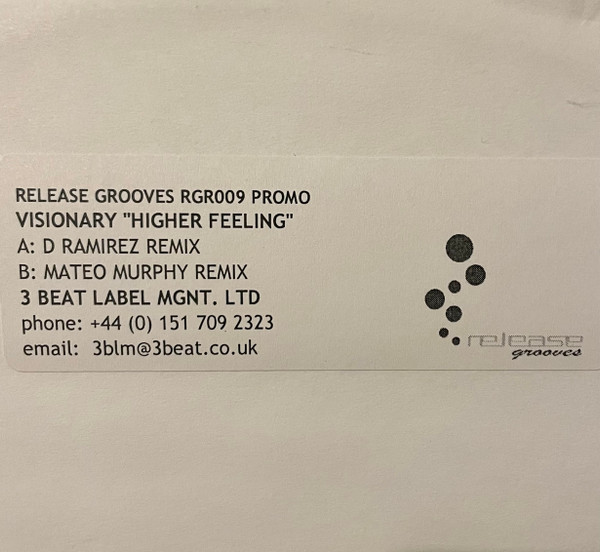 RELEASE GROOVES RGR009 PROMO
VISIONARY "HIGHER FEELING"
A: D RAMIREZ REMIX
B: MATEO MURPHY REMIX
3 BEAT LABEL MGNT. LTD
phone: +44 (0) 151 709 2323
email: 3blm@3beat.co.uk
release
grooves